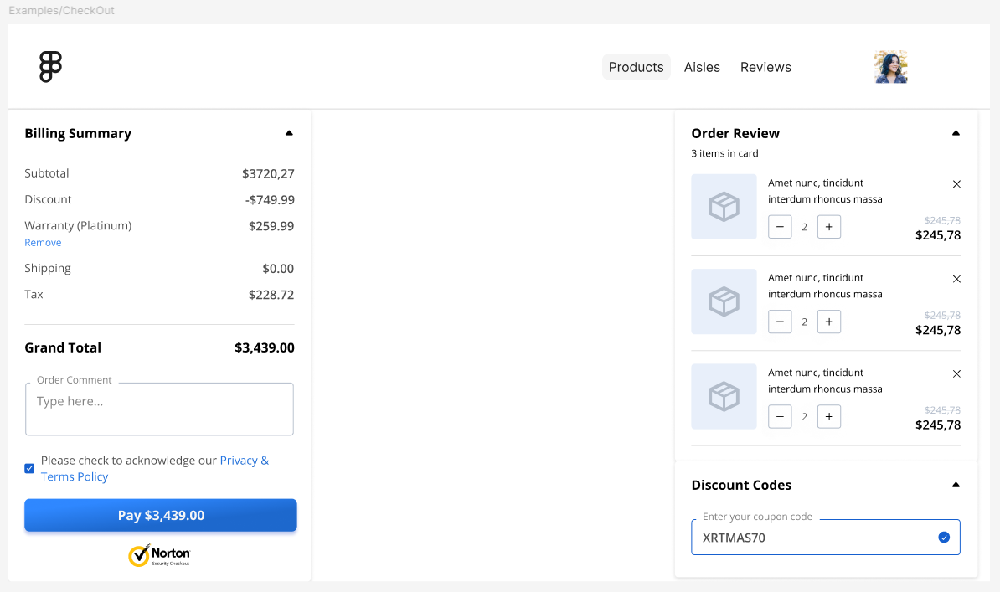 Examples/CheckOut
Products Aisles Reviews
Billing Summary
Subtotal $3720,27
Discount -$749.99
Warranty (Platinum) $259.99
Remove
Shipping $0.00
Tax $228.72
Grand Total $3,439.00
Order Comment
Type here...
Please check to acknowledge our Privacy &
Terms Policy
Pay $3,439.00
Norton
Security Checkout
Order Review
3 items in card
Amet nunc, tincidunt
interdum rhoncus massa
2
$245,78
$245,78
Amet nunc, tincidunt
interdum rhoncus massa
2
$245,78
$245,78
Amet nunc, tincidunt
interdum rhoncus massa
2
$245,78
$245,78
Discount Codes
Enter your coupon code
XRTMAS70